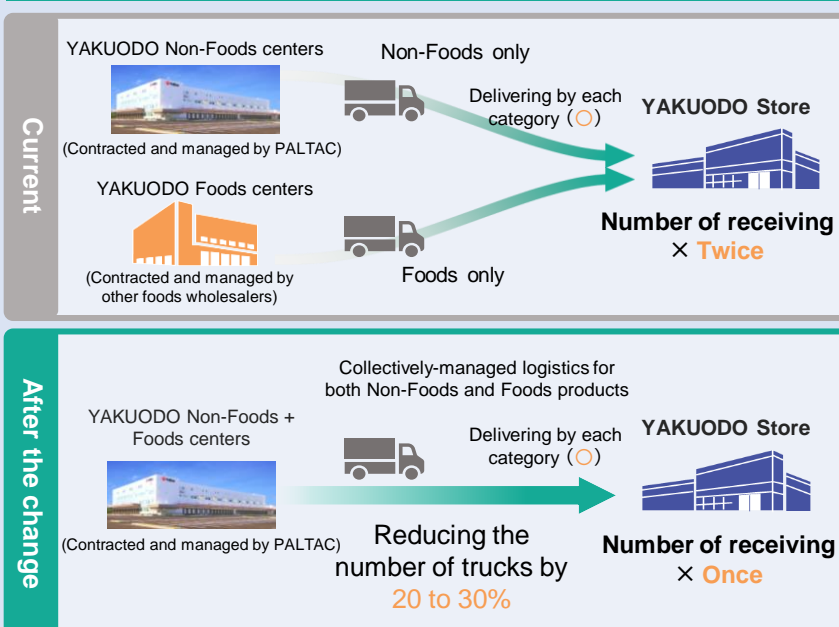 Current
YAKUODO Non-Foods centers
(Contracted and managed by PALTAC)
YAKUODO Foods centers
(Contracted and managed by
other foods wholesalers)
Non-Foods only
Delivering by each
category (○)
Foods only
YAKUODO Store
Number of receiving
× Twice
After the change
YAKUODO Non-Foods +
Foods centers
(Contracted and managed by PALTAC)
Collectively-managed logistics for
both Non-Foods and Foods products
Delivering by each
category (○)
Reducing the
number of trucks by
20 to 30%
YAKUODO Store
Number of receiving
× Once